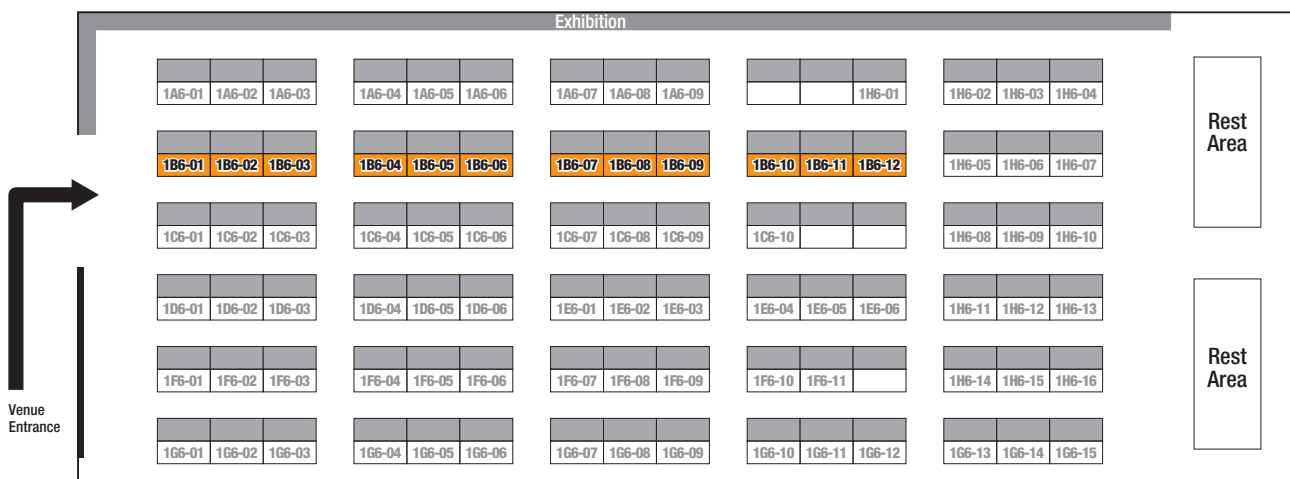 Exhibition
1A6-01 1A6-02 1A6-03 1A6-04 1A6-05 1A6-06 1A6-07 1A6-08 1A6-09 1H6-01 1H6-02 1H6-03 1H6-04
1B6-01 1B6-02 1B6-03 1B6-04 1B6-05 1B6-06 1B6-07 1B6-08 1B6-09 1B6-10 1B6-11 1B6-12 1H6-05 1H6-06 1H6-07
Rest
Area
1C6-01 1C6-02 1C6-03 1C6-04 1C6-05 1C6-06 1C6-07 1C6-08 1C6-09 1C6-10 1H6-08 1H6-09 1H6-10
1D6-01 1D6-02 1D6-03 1D6-04 1D6-05 1D6-06 1E6-01 1E6-02 1E6-03 1E6-04 1E6-05 1E6-06 1H6-11 1H6-12 1H6-13
1F6-01 1F6-02 1F6-03 1F6-04 1F6-05 1F6-06 1F6-07 1F6-08 1F6-09 1F6-10 1F6-11 1H6-14 1H6-15 1H6-16
Rest
Area
Venue
Entrance
1G6-01 1G6-02 1G6-03 1G6-04 1G6-05 1G6-06 1G6-07 1G6-08 1G6-09 1G6-10 1G6-11 1G6-12 1G6-13 1G6-14 1G6-15